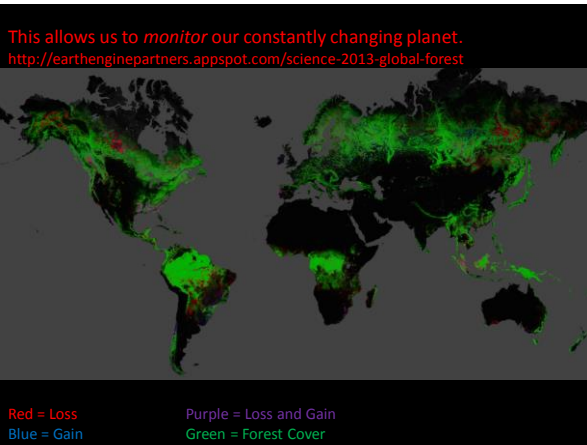 This allows us to monitor our constantly changing planet.
http://earthenginepartners.appspot.com/science-2013-global-forest
Red = Loss
Purple = Loss and Gain
Blue = Gain
Green = Forest Cover